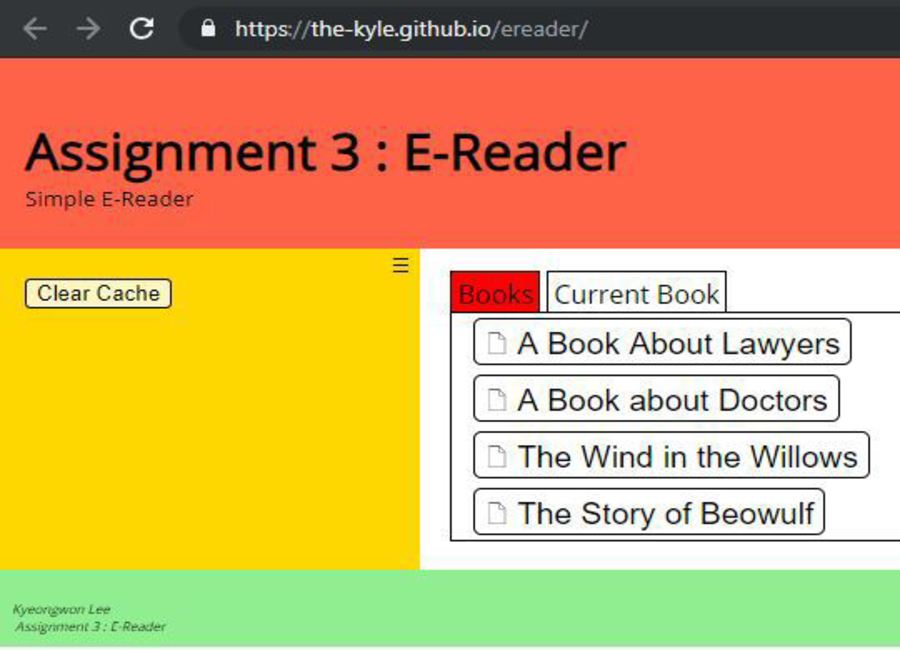 https://the-kyle.github.io/ereader/
Assignment 3 : E-Reader
Simple E-Reader
Clear Cache
Books Current Book
A Book About Lawyers
A Book about Doctors
The Wind in the Willows
The Story of Beowulf
Kyeongwon Lee
Assignment 3 : E-Reader